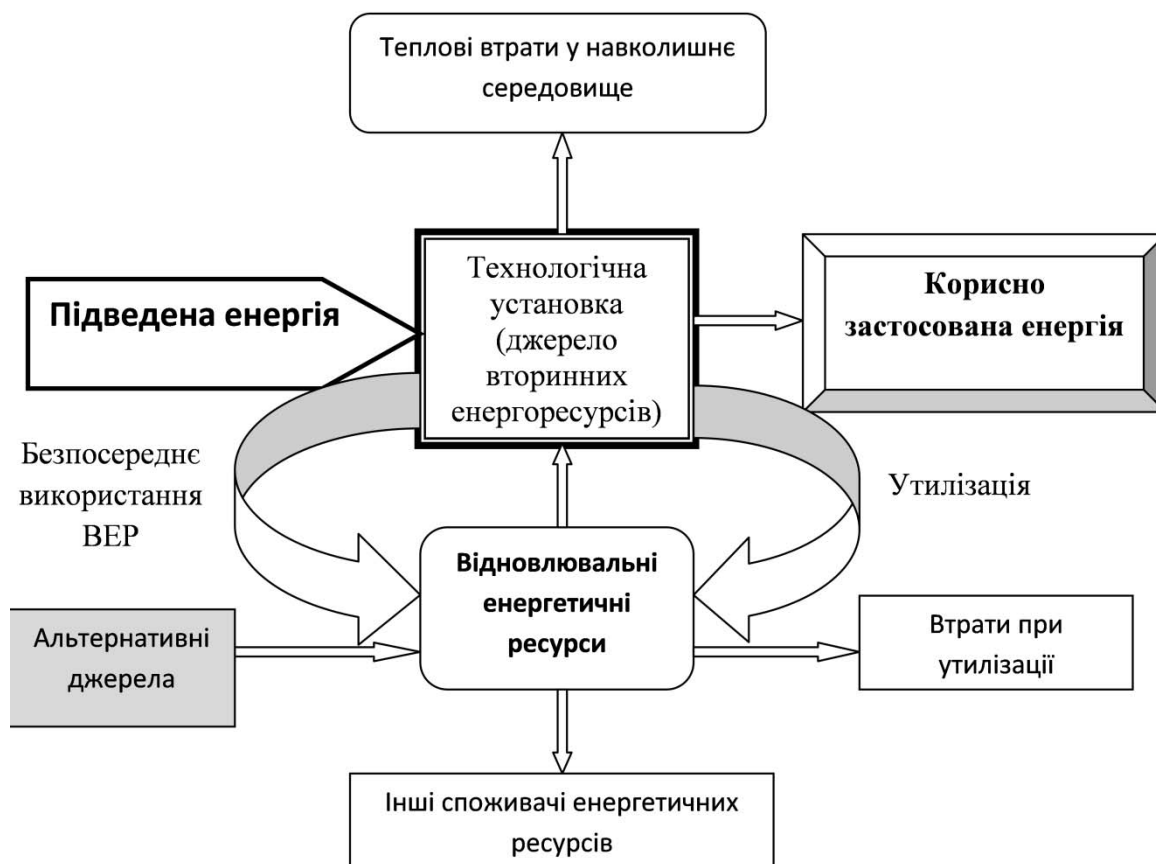 Теплові втрати у навколишнє
середовище
Підведена енергія
Технологічна
установка
(джерело
вторинних
енергоресурсів)
Корисно
застосована енергія
Безпосереднє
використання
ВЕР
Утилізація
Відновлювальні
енергетичні
ресурси
Альтернативні
джерела
Втрати при
утилізації
Інші споживачі енергетичних
ресурсів